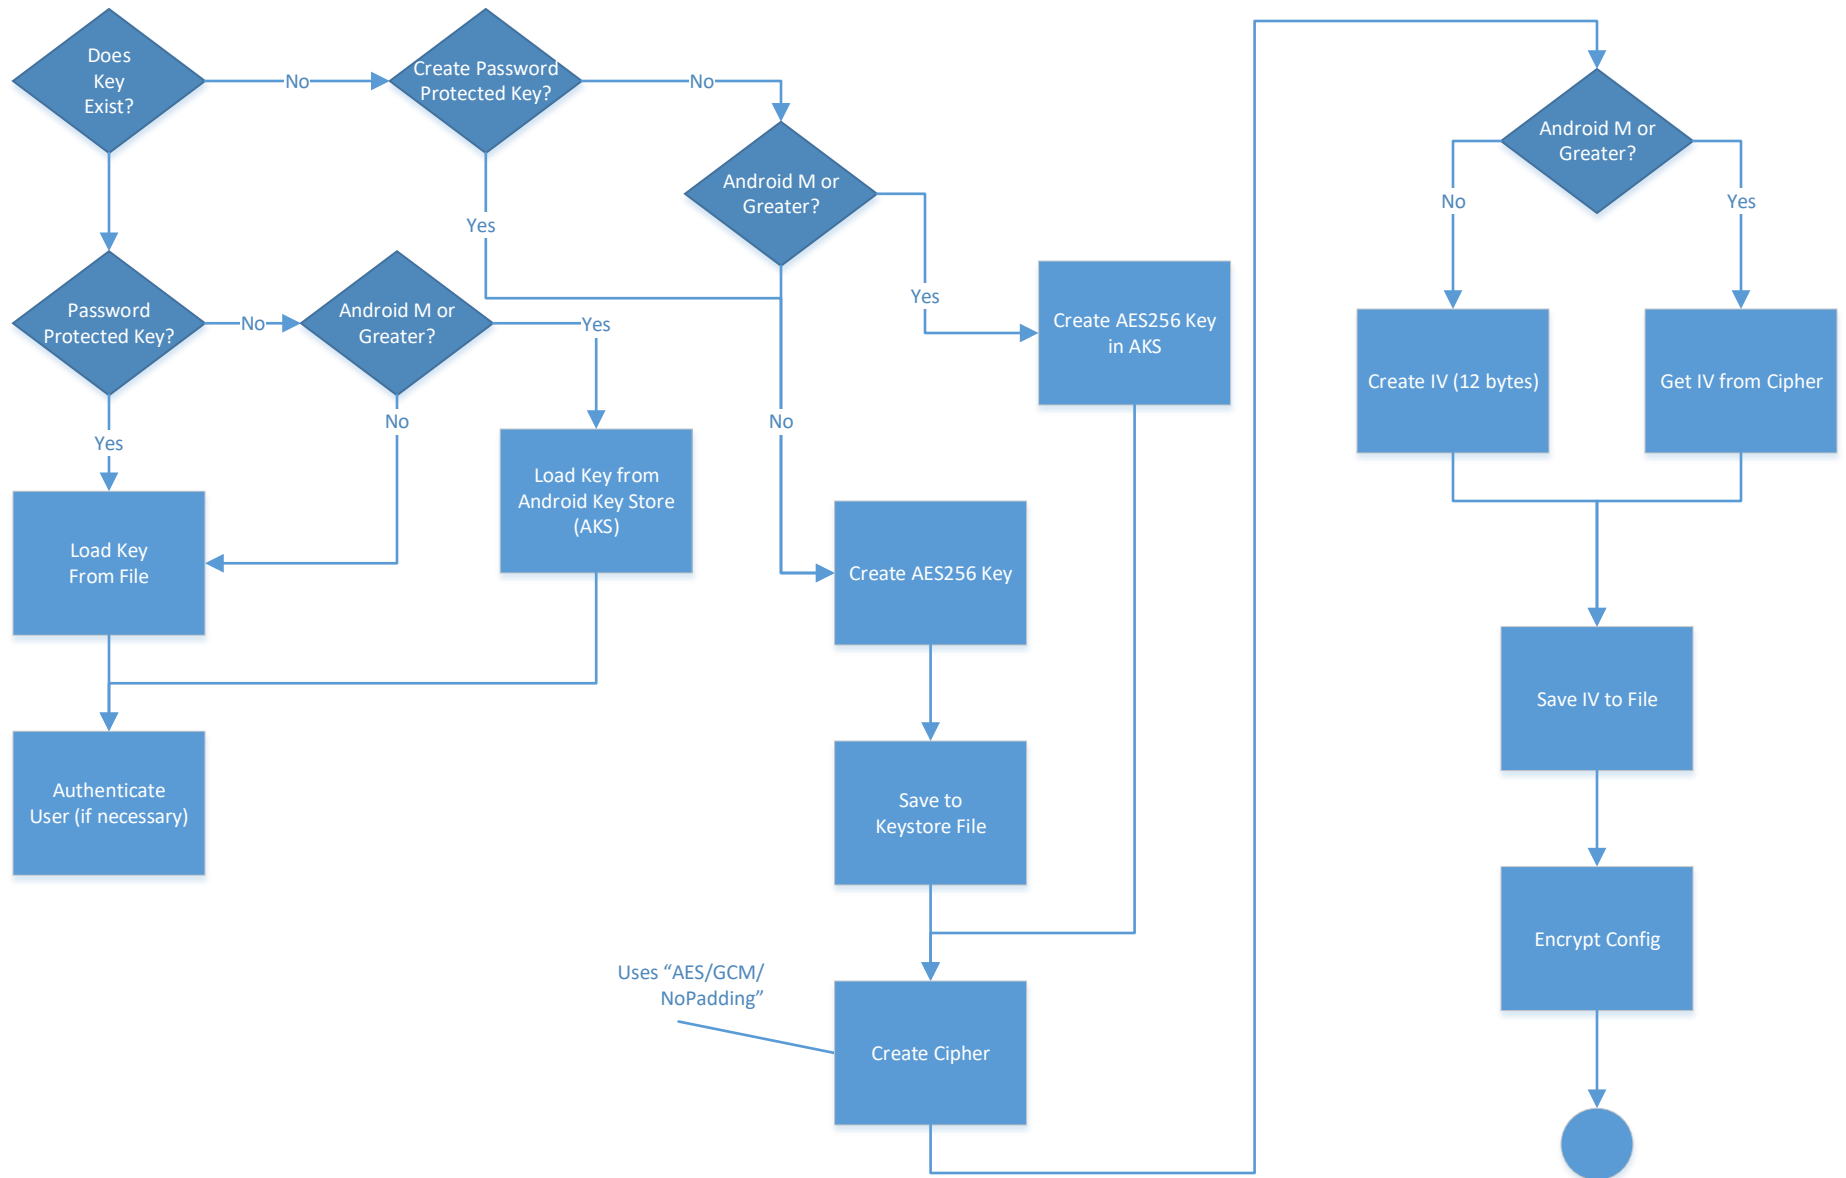 Does
Key
Exist?
No
Create Password
Protected Key?
No
Android M or
Greater?
Yes
Yes
Create AES256 Key
in AKS
Password
Protected Key?
No
Android M or
Greater?
Yes
Yes
No
Load Key
From File
Load Key from
Android Key Store
(AKS)
Authenticate
User (if necessary)
No
Create AES256 Key
Save to
Keystore File
Uses “AES/GCM/
NoPadding”
Create Cipher
Android M or
Greater?
No
Yes
Create IV (12 bytes)
Get IV from Cipher
Save IV to File
Encrypt Config